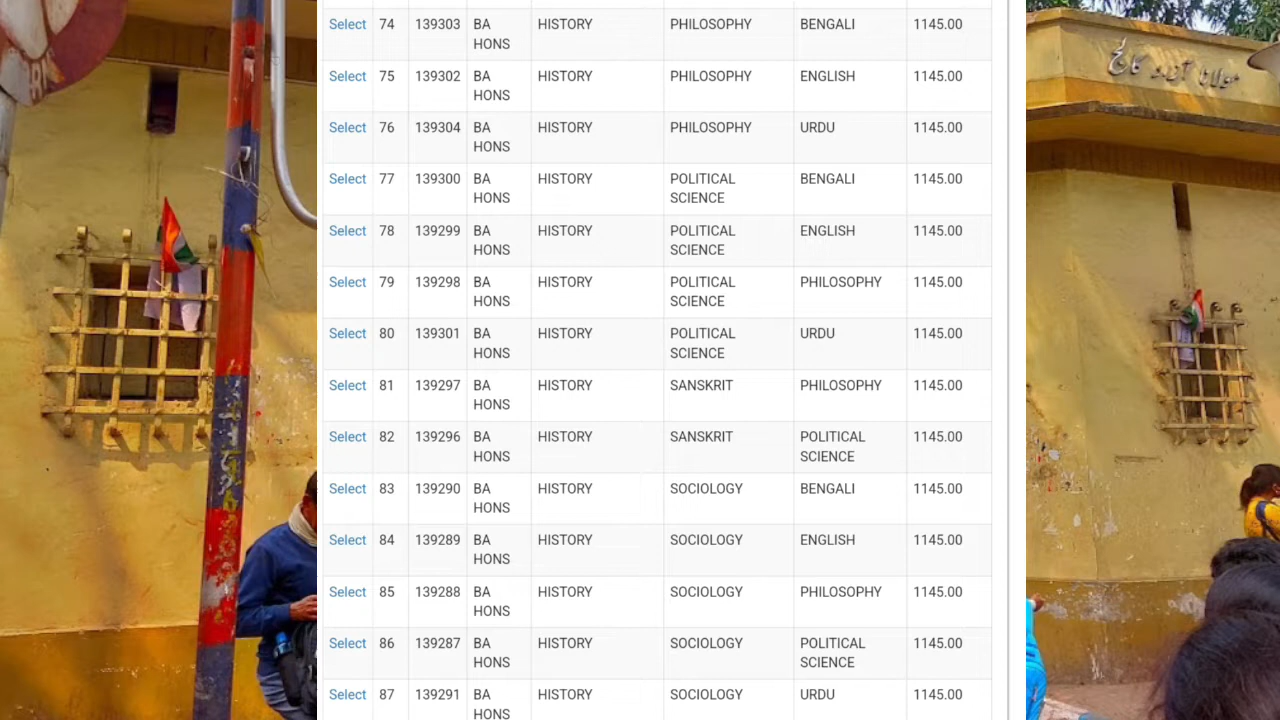 Select 74 139303 BA HONS HISTORY PHILOSOPHY BENGALI 1145.00
Select 75 139302 BA HONS HISTORY PHILOSOPHY ENGLISH 1145.00
Select 76 139304 BA HONS HISTORY PHILOSOPHY URDU 1145.00
Select 77 139300 BA HONS HISTORY POLITICAL SCIENCE BENGALI 1145.00
Select 78 139299 BA HONS HISTORY POLITICAL SCIENCE ENGLISH 1145.00
Select 79 139298 BA HONS HISTORY POLITICAL SCIENCE PHILOSOPHY 1145.00
Select 80 139301 BA HONS HISTORY POLITICAL SCIENCE URDU 1145.00
Select 81 139297 BA HONS HISTORY SANSKRIT PHILOSOPHY 1145.00
Select 82 139296 BA HONS HISTORY SANSKRIT POLITICAL SCIENCE 1145.00
Select 83 139290 BA HONS HISTORY SOCIOLOGY BENGALI 1145.00
Select 84 139289 BA HONS HISTORY SOCIOLOGY ENGLISH 1145.00
Select 85 139288 BA HONS HISTORY SOCIOLOGY PHILOSOPHY 1145.00
Select 86 139287 BA HONS HISTORY SOCIOLOGY POLITICAL SCIENCE 1145.00
Select 87 139291 BA HONS HISTORY SOCIOLOGY URDU 1145.00
مولانا آزاد کالج